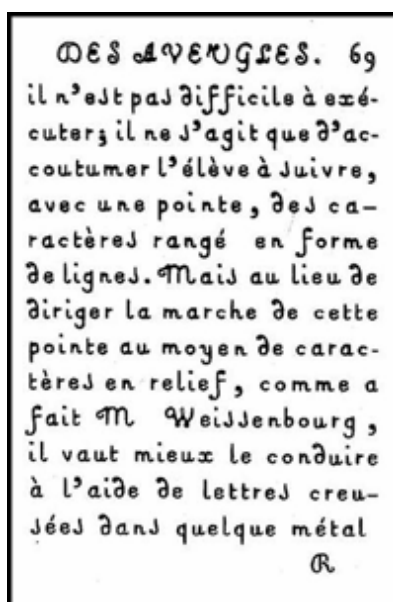 DES AVEUGLES. 69
il n'est pas difficile à exé-
cuter; il ne s'agit que d'ac-
coutumer l'élève à suivre,
avec une pointe, des ca-
ractères rangé en forme
de lignes. Mais au lieu de
diriger la marche de cette
pointe au moyen de carac-
tères en relief, comme a
fait M Weissenbourg,
il vaut mieux le conduire
à l'aide de lettres creu-
sées dans quelque métal
R